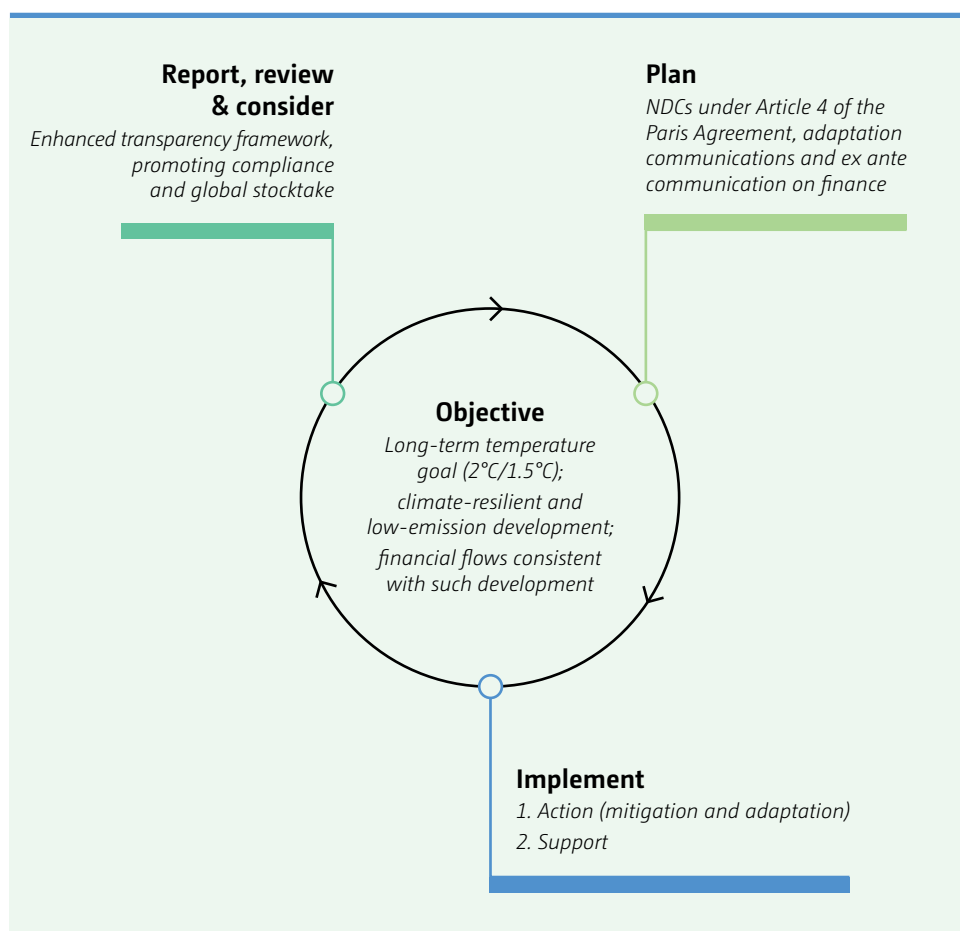 Report, review
& consider
Enhanced transparency framework,
promoting compliance
and global stocktake
Plan
NDCs under Article 4 of the
Paris Agreement, adaptation
communications and ex ante
communication on finance
Objective
Long-term temperature
goal (2°C/1.5°C);
climate-resilient and
low-emission development;
financial flows consistent
with such development
Implement
1. Action (mitigation and adaptation)
2. Support